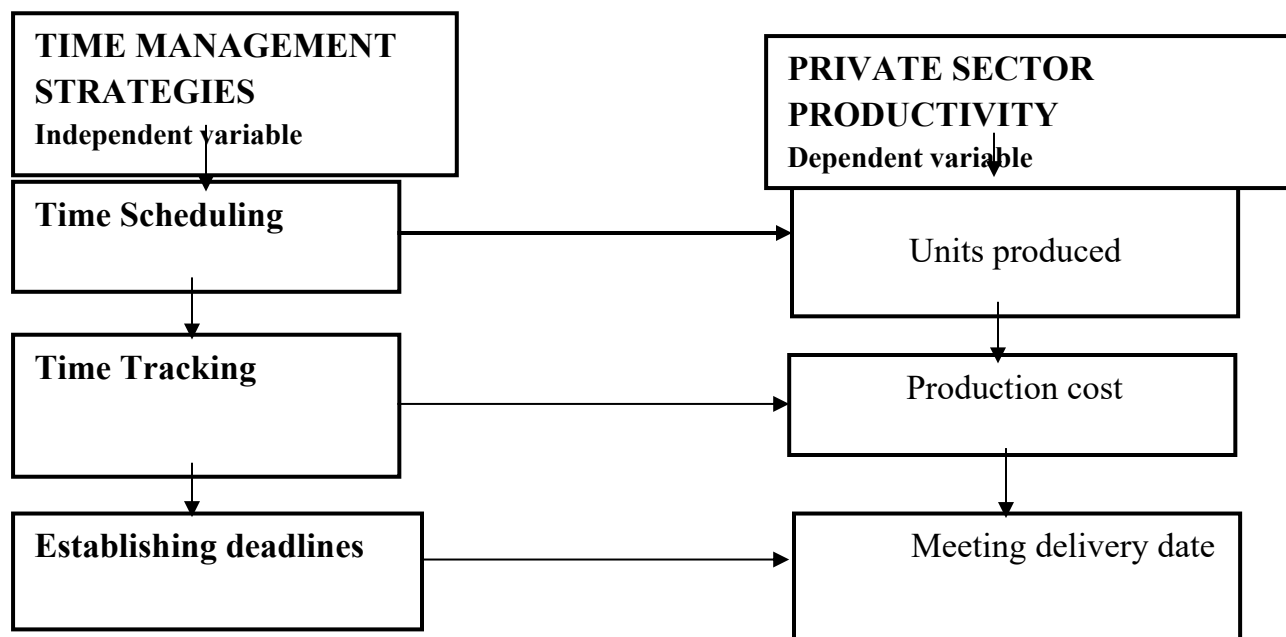 TIME MANAGEMENT
STRATEGIES
Independent variable
PRIVATE SECTOR
PRODUCTIVITY
Dependent variable
Time Scheduling
Units produced
Time Tracking
Production cost
Establishing deadlines
Meeting delivery date